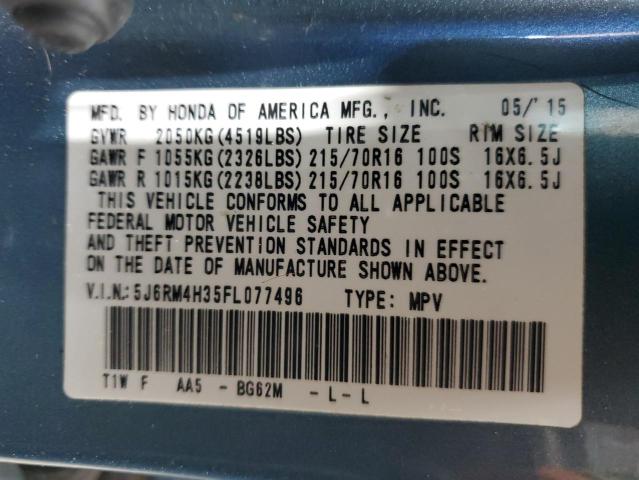 MFD. BY HONDA OF AMERICA MFG., INC. 05/'15
GVWR 2050KG(4519LBS) TIRE SIZE RIM SIZE
GAWR F 1055KG(2326LBS) 215/70R16 100S 16X6.5J
GAWR R 1015KG(2238LBS) 215/70R16 100S 16X6.5J
THIS VEHICLE CONFORMS TO ALL APPLICABLE
FEDERAL MOTOR VEHICLE SAFETY
AND THEFT PREVENTION STANDARDS IN EFFECT
ON THE DATE OF MANUFACTURE SHOWN ABOVE.
V.I.N.: 5J6RM4H35FL077496 TYPE: MPV
T1W F AA5 - BG62M - L - L